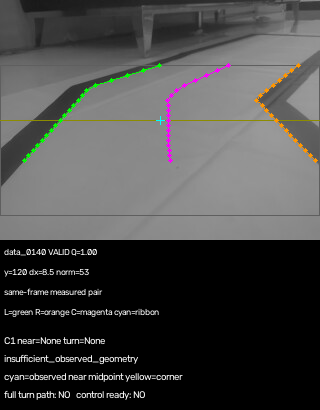 data_0140 VALID Q=1.00
y=120 dx=8.5 norm=53
same-frame measured pair
L=green R=orange C=magenta cyan=ribbon
C1 near=None turn=None
insufficient_observed_geometry
cyan=observed near midpoint yellow=corner
full turn path: NO control ready: NO